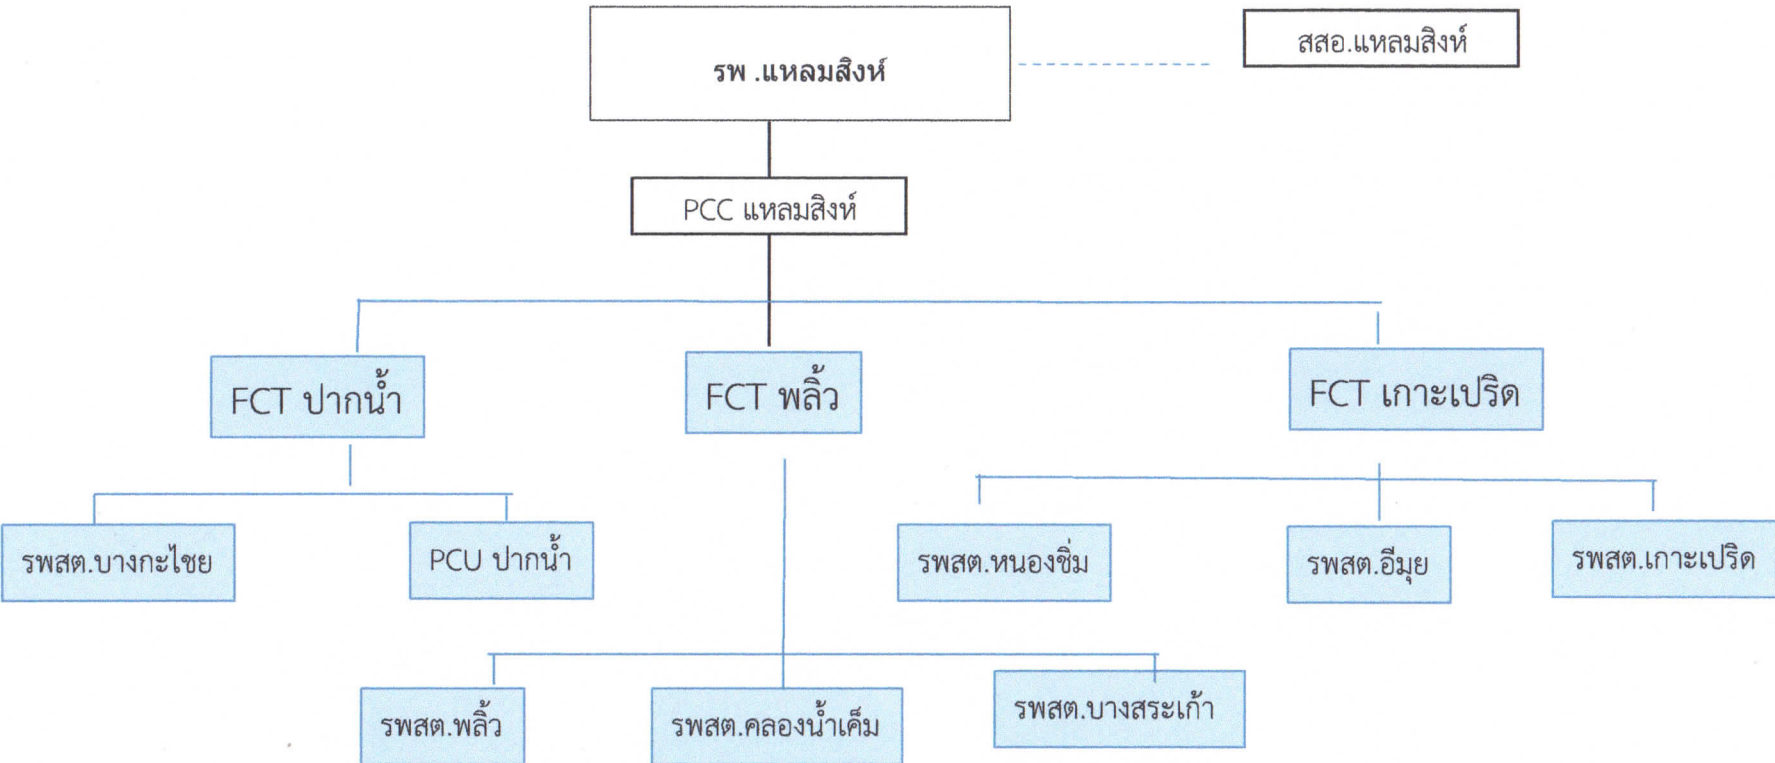 รพ .แหลมสิงห์
สสอ.แหลมสิงห์
PCC แหลมสิงห์
FCT ปากน้ำ
FCT พลิ้ว
FCT เกาะเปริด
รพสต.บางกะไชย
PCU ปากน้ำ
รพสต.หนองชิ่ม
รพสต.อีมุย
รพสต.เกาะเปริด
รพสต.พลิ้ว
รพสต.คลองน้ำเค็ม
รพสต.บางสระเก้า